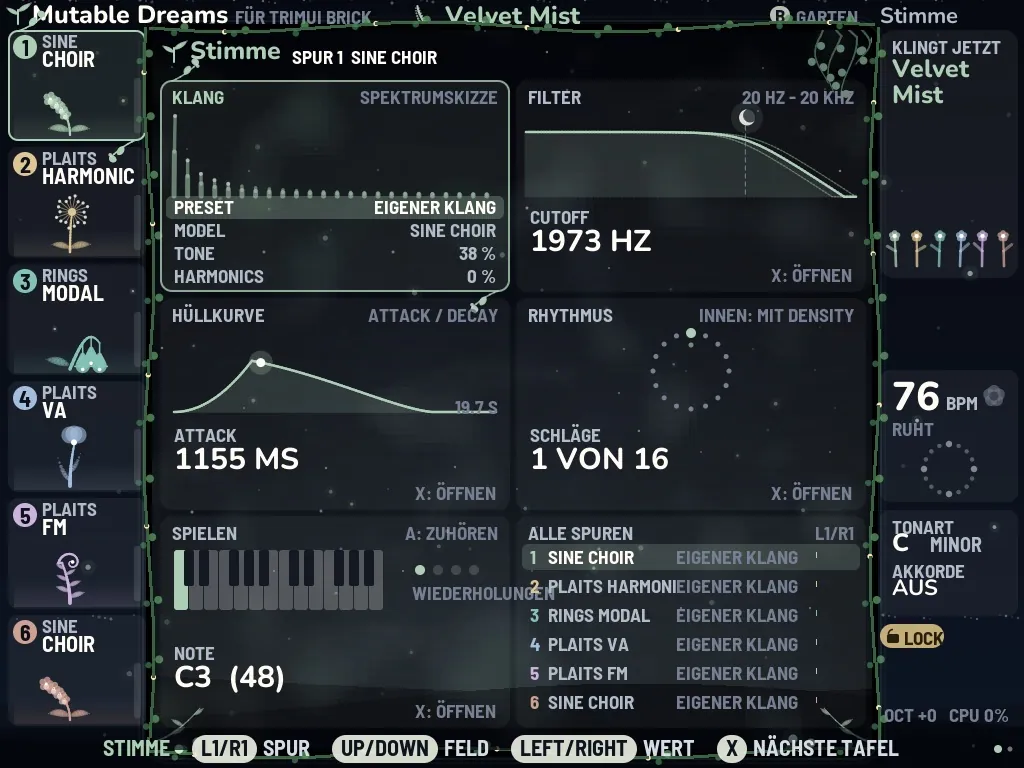 Mutable Dreams FÜR TRIMUI BRICK
Velvet Mist
B GARTEN
Stimme
1 SINE CHOIR
2 PLAITS HARMONIC
3 RINGS MODAL
4 PLAITS VA
5 PLAITS FM
6 SINE CHOIR
Stimme SPUR 1 SINE CHOIR
KLANG SPEKTRUMSKIZZE
PRESET EIGENER KLANG
MODEL SINE CHOIR
TONE 38 %
HARMONICS 0 %
FILTER 20 HZ - 20 KHZ
CUTOFF
1973 HZ
X: ÖFFNEN
HÜLLKURVE ATTACK / DECAY
19.7 S
ATTACK
1155 MS
X: ÖFFNEN
RHYTHMUS INNEN: MIT DENSITY
SCHLÄGE
1 VON 16
X: ÖFFNEN
SPIELEN A: ZUHÖREN
WIEDERHOLUNGEN
NOTE
C3 (48)
X: ÖFFNEN
ALLE SPUREN L1/R1
1 SINE CHOIR EIGENER KLANG
2 PLAITS HARMONI EIGENER KLANG
3 RINGS MODAL EIGENER KLANG
4 PLAITS VA EIGENER KLANG
5 PLAITS FM EIGENER KLANG
6 SINE CHOIR EIGENER KLANG
KLINGT JETZT
Velvet
Mist
76 BPM
RUHT
TONART
C MINOR
AKKORDE
AUS
LOCK
OCT +0 CPU 0%
STIMME L1/R1 SPUR UP/DOWN FELD LEFT/RIGHT WERT X NÄCHSTE TAFEL